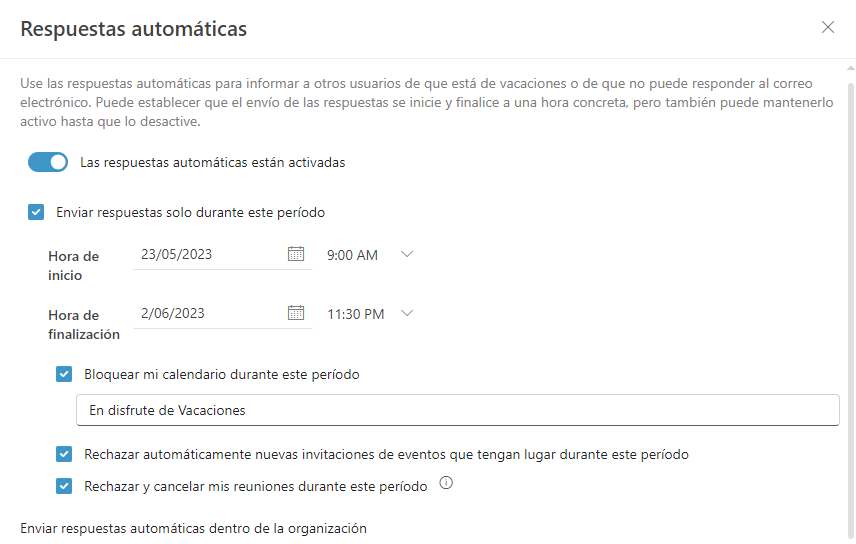 Respuestas automáticas
Use las respuestas automáticas para informar a otros usuarios de que está de vacaciones o de que no puede responder al correo
electrónico. Puede establecer que el envío de las respuestas se inicie y finalice a una hora concreta, pero también puede mantenerlo
activo hasta que lo desactive.
Las respuestas automáticas están activadas
Enviar respuestas solo durante este período
Hora de
inicio
23/05/2023
9:00 AM
Hora de
finalización
2/06/2023
11:30 PM
Bloquear mi calendario durante este período
En disfrute de Vacaciones
Rechazar automáticamente nuevas invitaciones de eventos que tengan lugar durante este período
Rechazar y cancelar mis reuniones durante este período
Enviar respuestas automáticas dentro de la organización